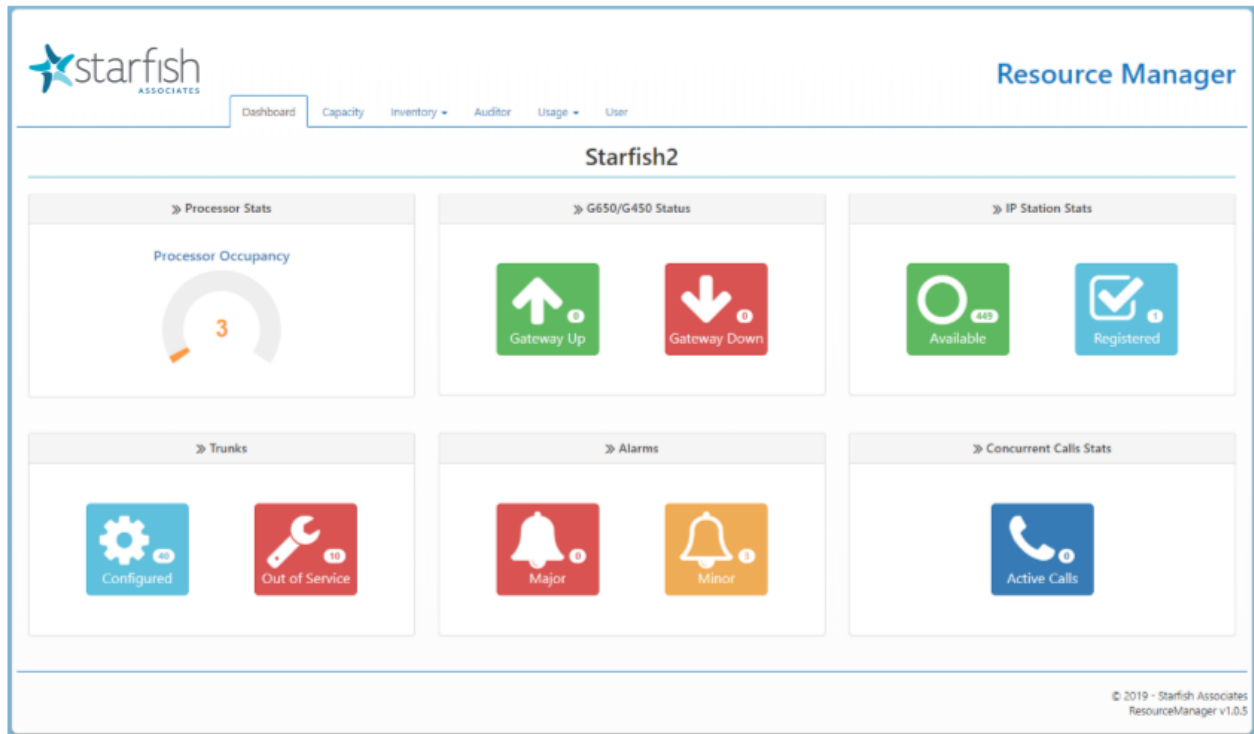 starfish
ASSOCIATES
Resource Manager
Dashboard Capacity Inventory Auditor Usage User
Starfish2
» Processor Stats
Processor Occupancy
3
» G650/G450 Status
0
Gateway Up
0
Gateway Down
» IP Station Stats
449
Available
1
Registered
» Trunks
40
Configured
10
Out of Service
» Alarms
0
Major
3
Minor
» Concurrent Calls Stats
0
Active Calls
© 2019 - Starfish Associates
ResourceManager v1.0.5